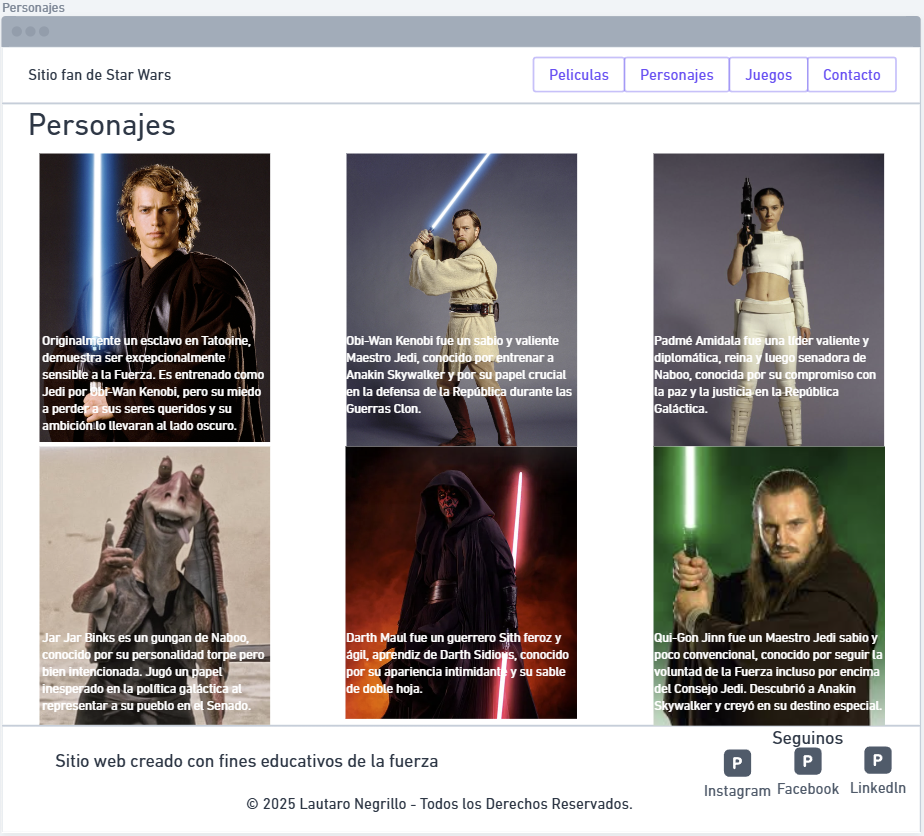 Personajes
Sitio fan de Star Wars
Peliculas
Personajes
Juegos
Contacto
Personajes
Originalmente un esclavo en Tatooine,
demuestra ser excepcionalmente
sensible a la Fuerza. Es entrenado como
Jedi por Obi-Wan Kenobi, pero su miedo
a perder a sus seres queridos y su
ambición lo llevaran al lado oscuro.
Obi-Wan Kenobi fue un sabio y valiente
Maestro Jedi, conocido por entrenar a
Anakin Skywalker y por su papel crucial
en la defensa de la República durante las
Guerras Clon.
Padmé Amidala fue una líder valiente y
diplomática, reina y luego senadora de
Naboo, conocida por su compromiso con
la paz y la justicia en la República
Galáctica.
Jar Jar Binks es un gungan de Naboo,
conocido por su personalidad torpe pero
bien intencionada. Jugó un papel
inesperado en la política galáctica al
representar a su pueblo en el Senado.
Darth Maul fue un guerrero Sith feroz y
ágil, aprendiz de Darth Sidious, conocido
por su apariencia intimidante y su sable
de doble hoja.
Qui-Gon Jinn fue un Maestro Jedi sabio y
poco convencional, conocido por seguir la
voluntad de la Fuerza incluso por encima
del Consejo Jedi. Descubrió a Anakin
Skywalker y creyó en su destino especial.
Sitio web creado con fines educativos de la fuerza
Seguinos
P
P
P
Instagram
Facebook
Linkedln
© 2025 Lautaro Negrillo - Todos los Derechos Reservados.